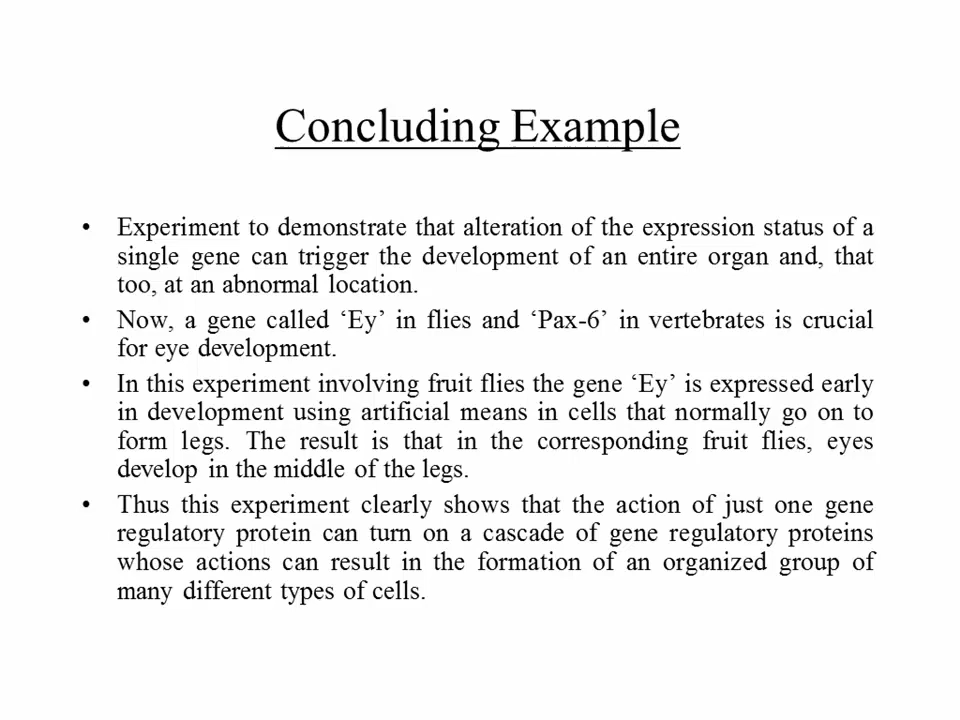 Concluding Example
• Experiment to demonstrate that alteration of the expression status of a
single gene can trigger the development of an entire organ and, that
too, at an abnormal location.
• Now, a gene called ‘Ey’ in flies and ‘Pax-6’ in vertebrates is crucial
for eye development.
• In this experiment involving fruit flies the gene ‘Ey’ is expressed early
in development using artificial means in cells that normally go on to
form legs. The result is that in the corresponding fruit flies, eyes
develop in the middle of the legs.
• Thus this experiment clearly shows that the action of just one gene
regulatory protein can turn on a cascade of gene regulatory proteins
whose actions can result in the formation of an organized group of
many different types of cells.